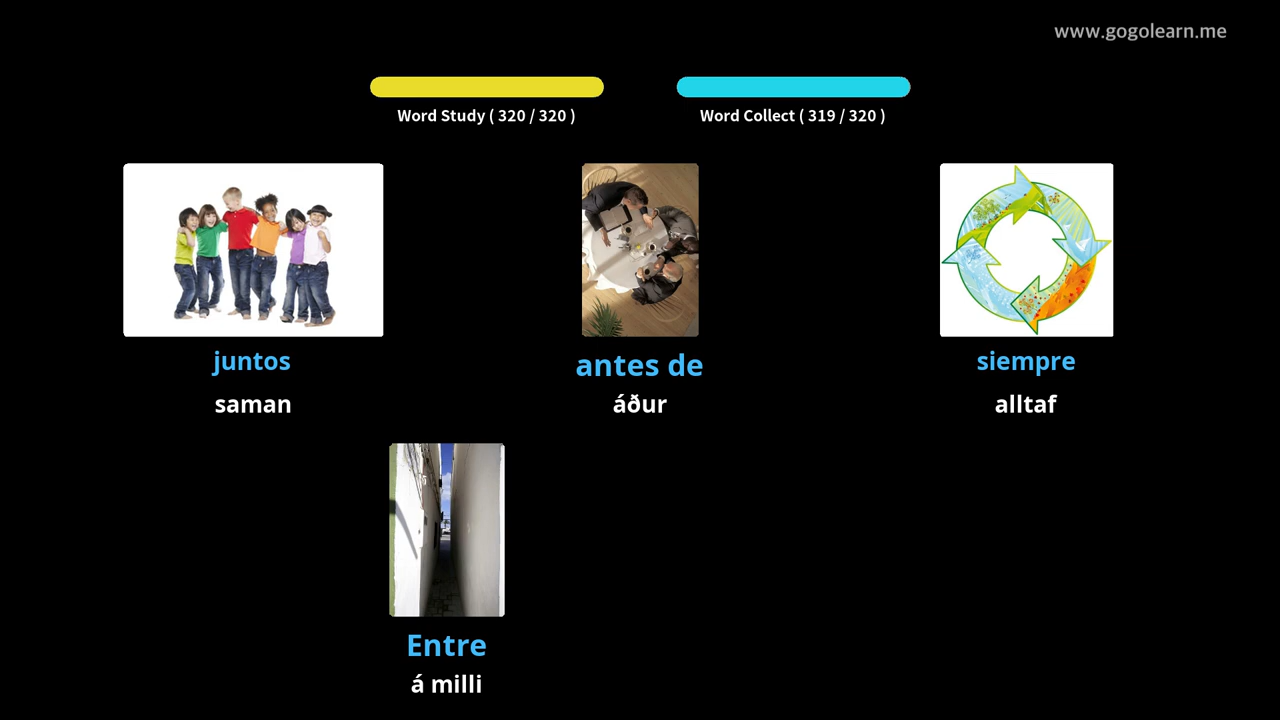 www.gogolearn.me
Word Study ( 320 / 320 )
Word Collect ( 319 / 320 )
juntos
antes de
siempre
saman
áður
alltaf
Entre
á milli